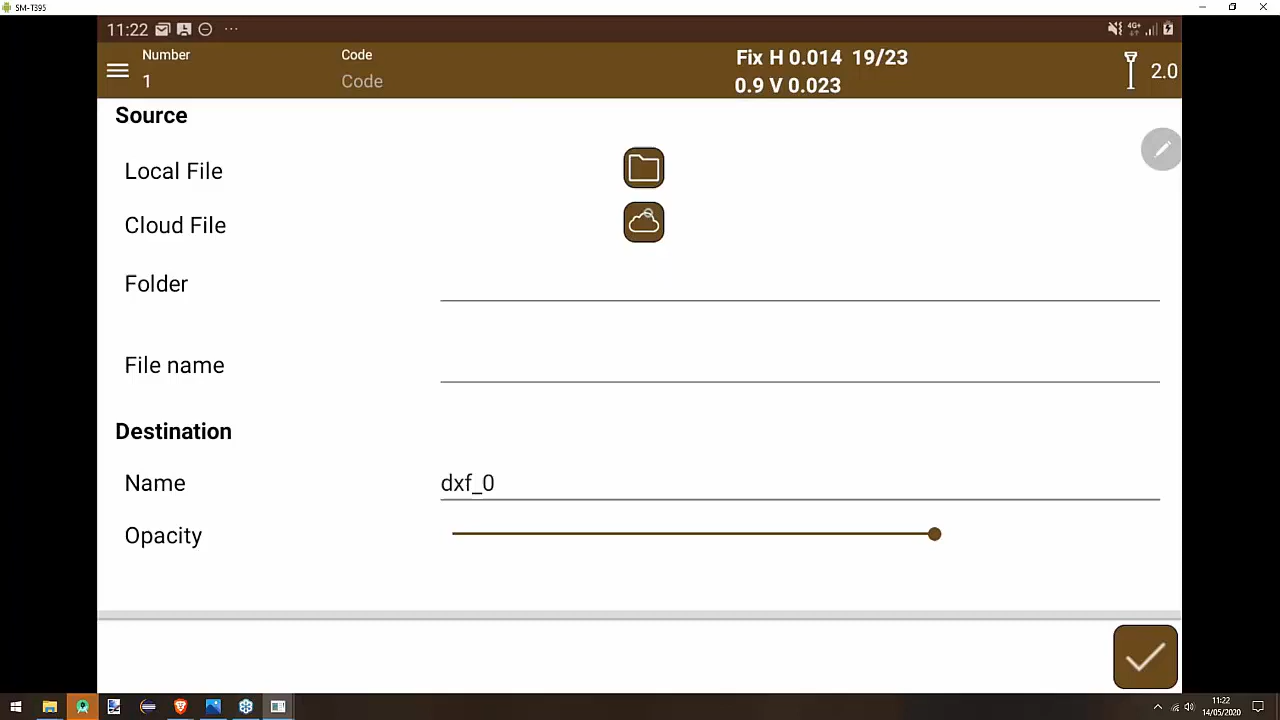 SM-T395
11:22
Number
Code
1
Code
Fix H 0.014 19/23
0.9 V 0.023
2.0
4G+
Source
Local File
Cloud File
Folder
File name
Destination
Name
dxf_0
Opacity
11:22
14/05/2020